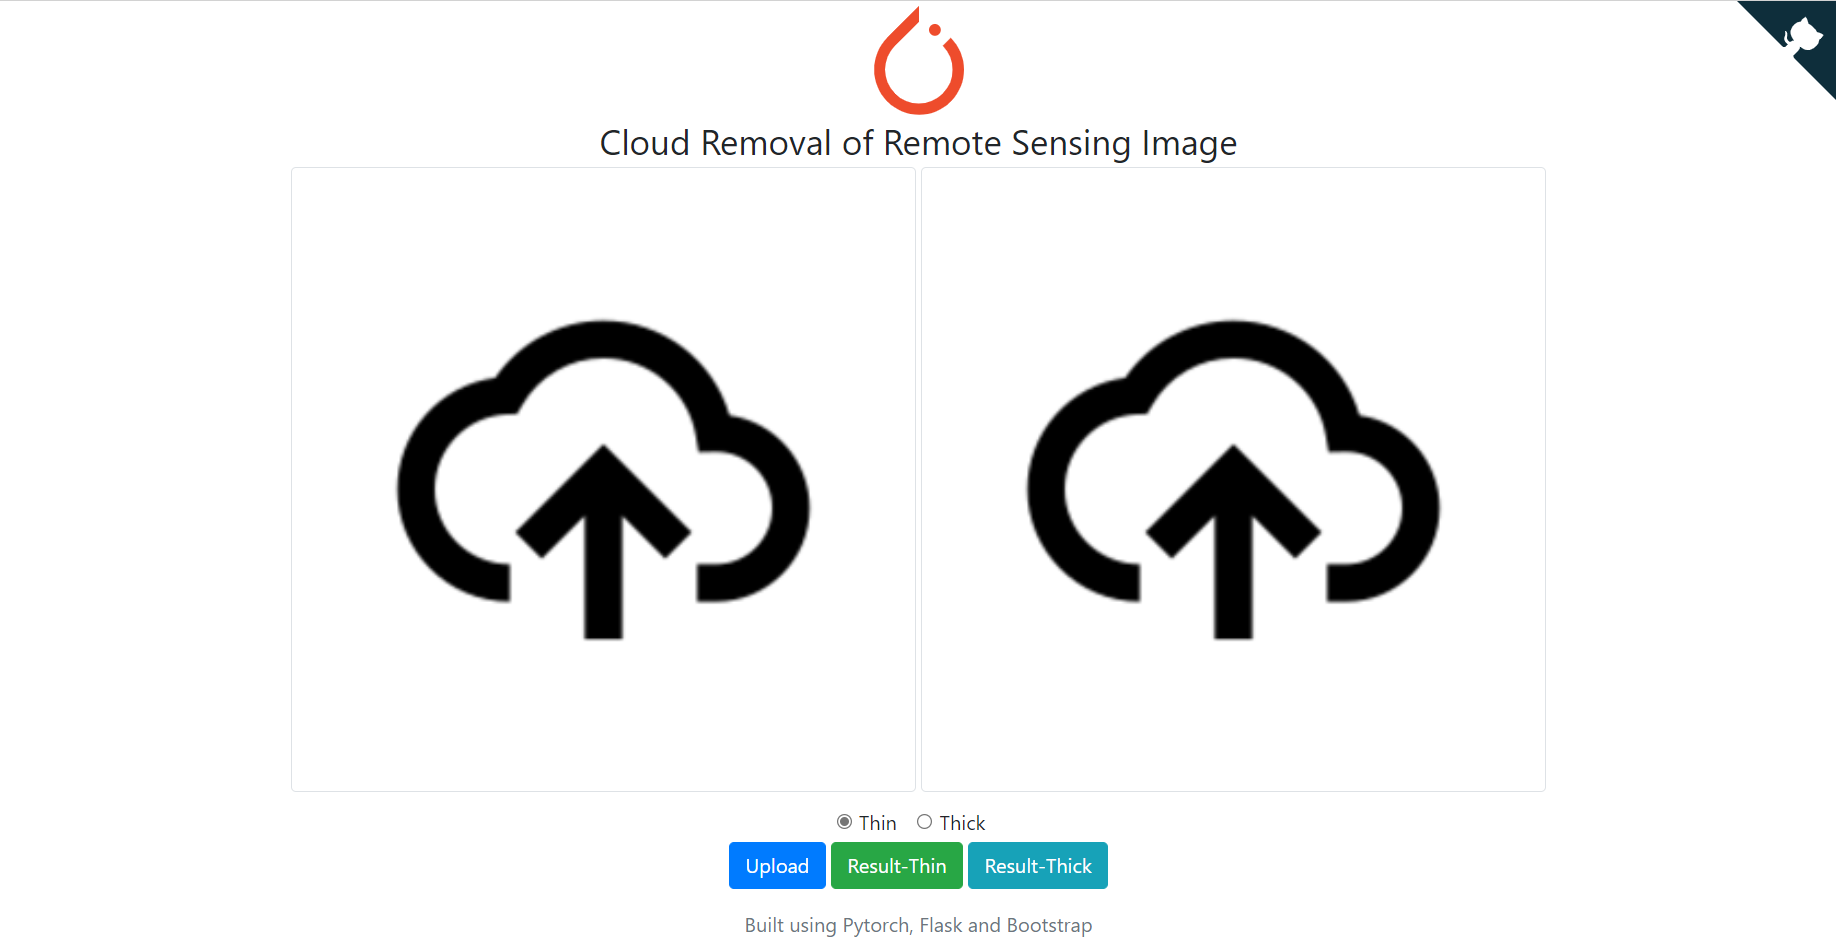 Cloud Removal of Remote Sensing Image
Thin Thick
Upload Result-Thin Result-Thick
Built using Pytorch, Flask and Bootstrap